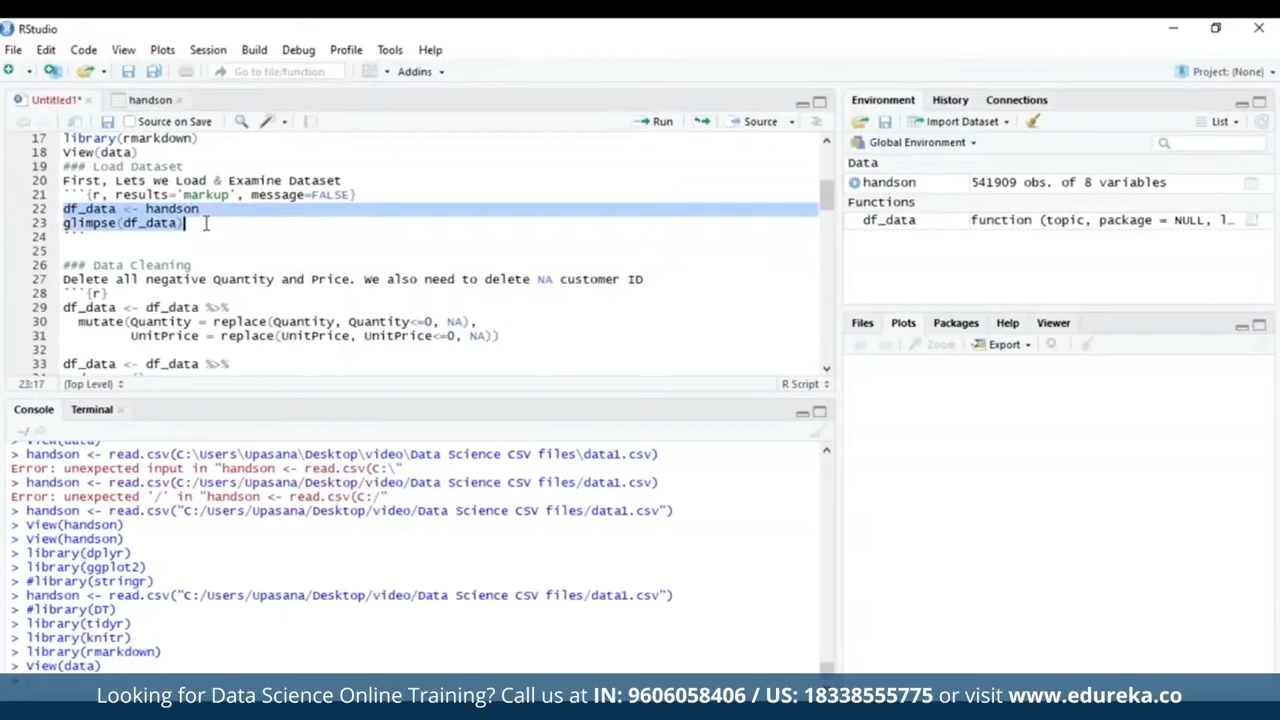 RStudio
File Edit Code View Plots Session Build Debug Profile Tools Help
Go to file/function Addins Project: (None)
Untitled1* handson
Source on Save Run Source
17 library(rmarkdown)
18 View(data)
19 ### Load Dataset
20 First, Lets we Load & Examine Dataset
21 ```{r, results='markup', message=FALSE}
22 df_data <- handson
23 glimpse(df_data)
24 ```
25
26 ### Data Cleaning
27 Delete all negative Quantity and Price. We also need to delete NA customer ID
28 ```{r}
29 df_data <- df_data %>%
30 mutate(Quantity = replace(Quantity, Quantity<=0, NA),
31 UnitPrice = replace(UnitPrice, UnitPrice<=0, NA))
32
33 df_data <- df_data %>%
23:17 (Top Level) R Script
Console Terminal
~/
> View(data)
> handson <- read.csv(C:\Users\Upasana\Desktop\video\Data Science CSV files\data1.csv)
Error: unexpected input in "handson <- read.csv(C:\"
> handson <- read.csv(C:/Users/Upasana/Desktop/video/Data Science CSV files/data1.csv)
Error: unexpected '/' in "handson <- read.csv(C:/"
> handson <- read.csv("C:/Users/Upasana/Desktop/video/Data Science CSV files/data1.csv")
> View(handson)
> View(handson)
> library(dplyr)
> library(ggplot2)
> #library(stringr)
> handson <- read.csv("C:/Users/Upasana/Desktop/video/Data Science CSV files/data1.csv")
> #library(DT)
> library(tidyr)
> library(knitr)
> library(rmarkdown)
> View(data)
Environment History Connections
Import Dataset List
Global Environment
Data
handson 541909 obs. of 8 variables
Functions
df_data function (topic, package = NULL, l…
Files Plots Packages Help Viewer
Zoom Export
Looking for Data Science Online Training? Call us at IN: 9606058406 / US: 18338555775 or visit www.edureka.co